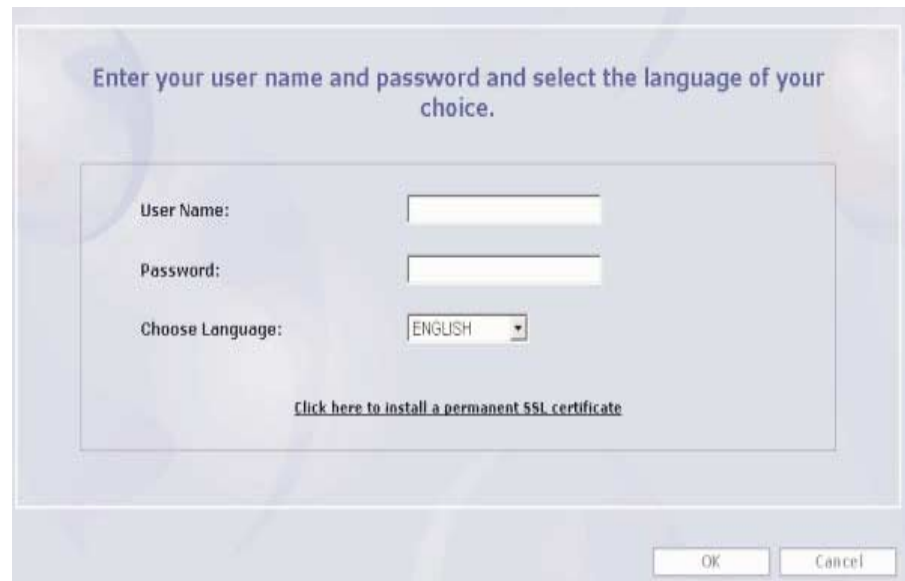 Enter your user name and password and select the language of your
choice.
User Name:
Password:
Choose Language:
ENGLISH
Click here to install a permanent SSL certificate
OK
Cancel